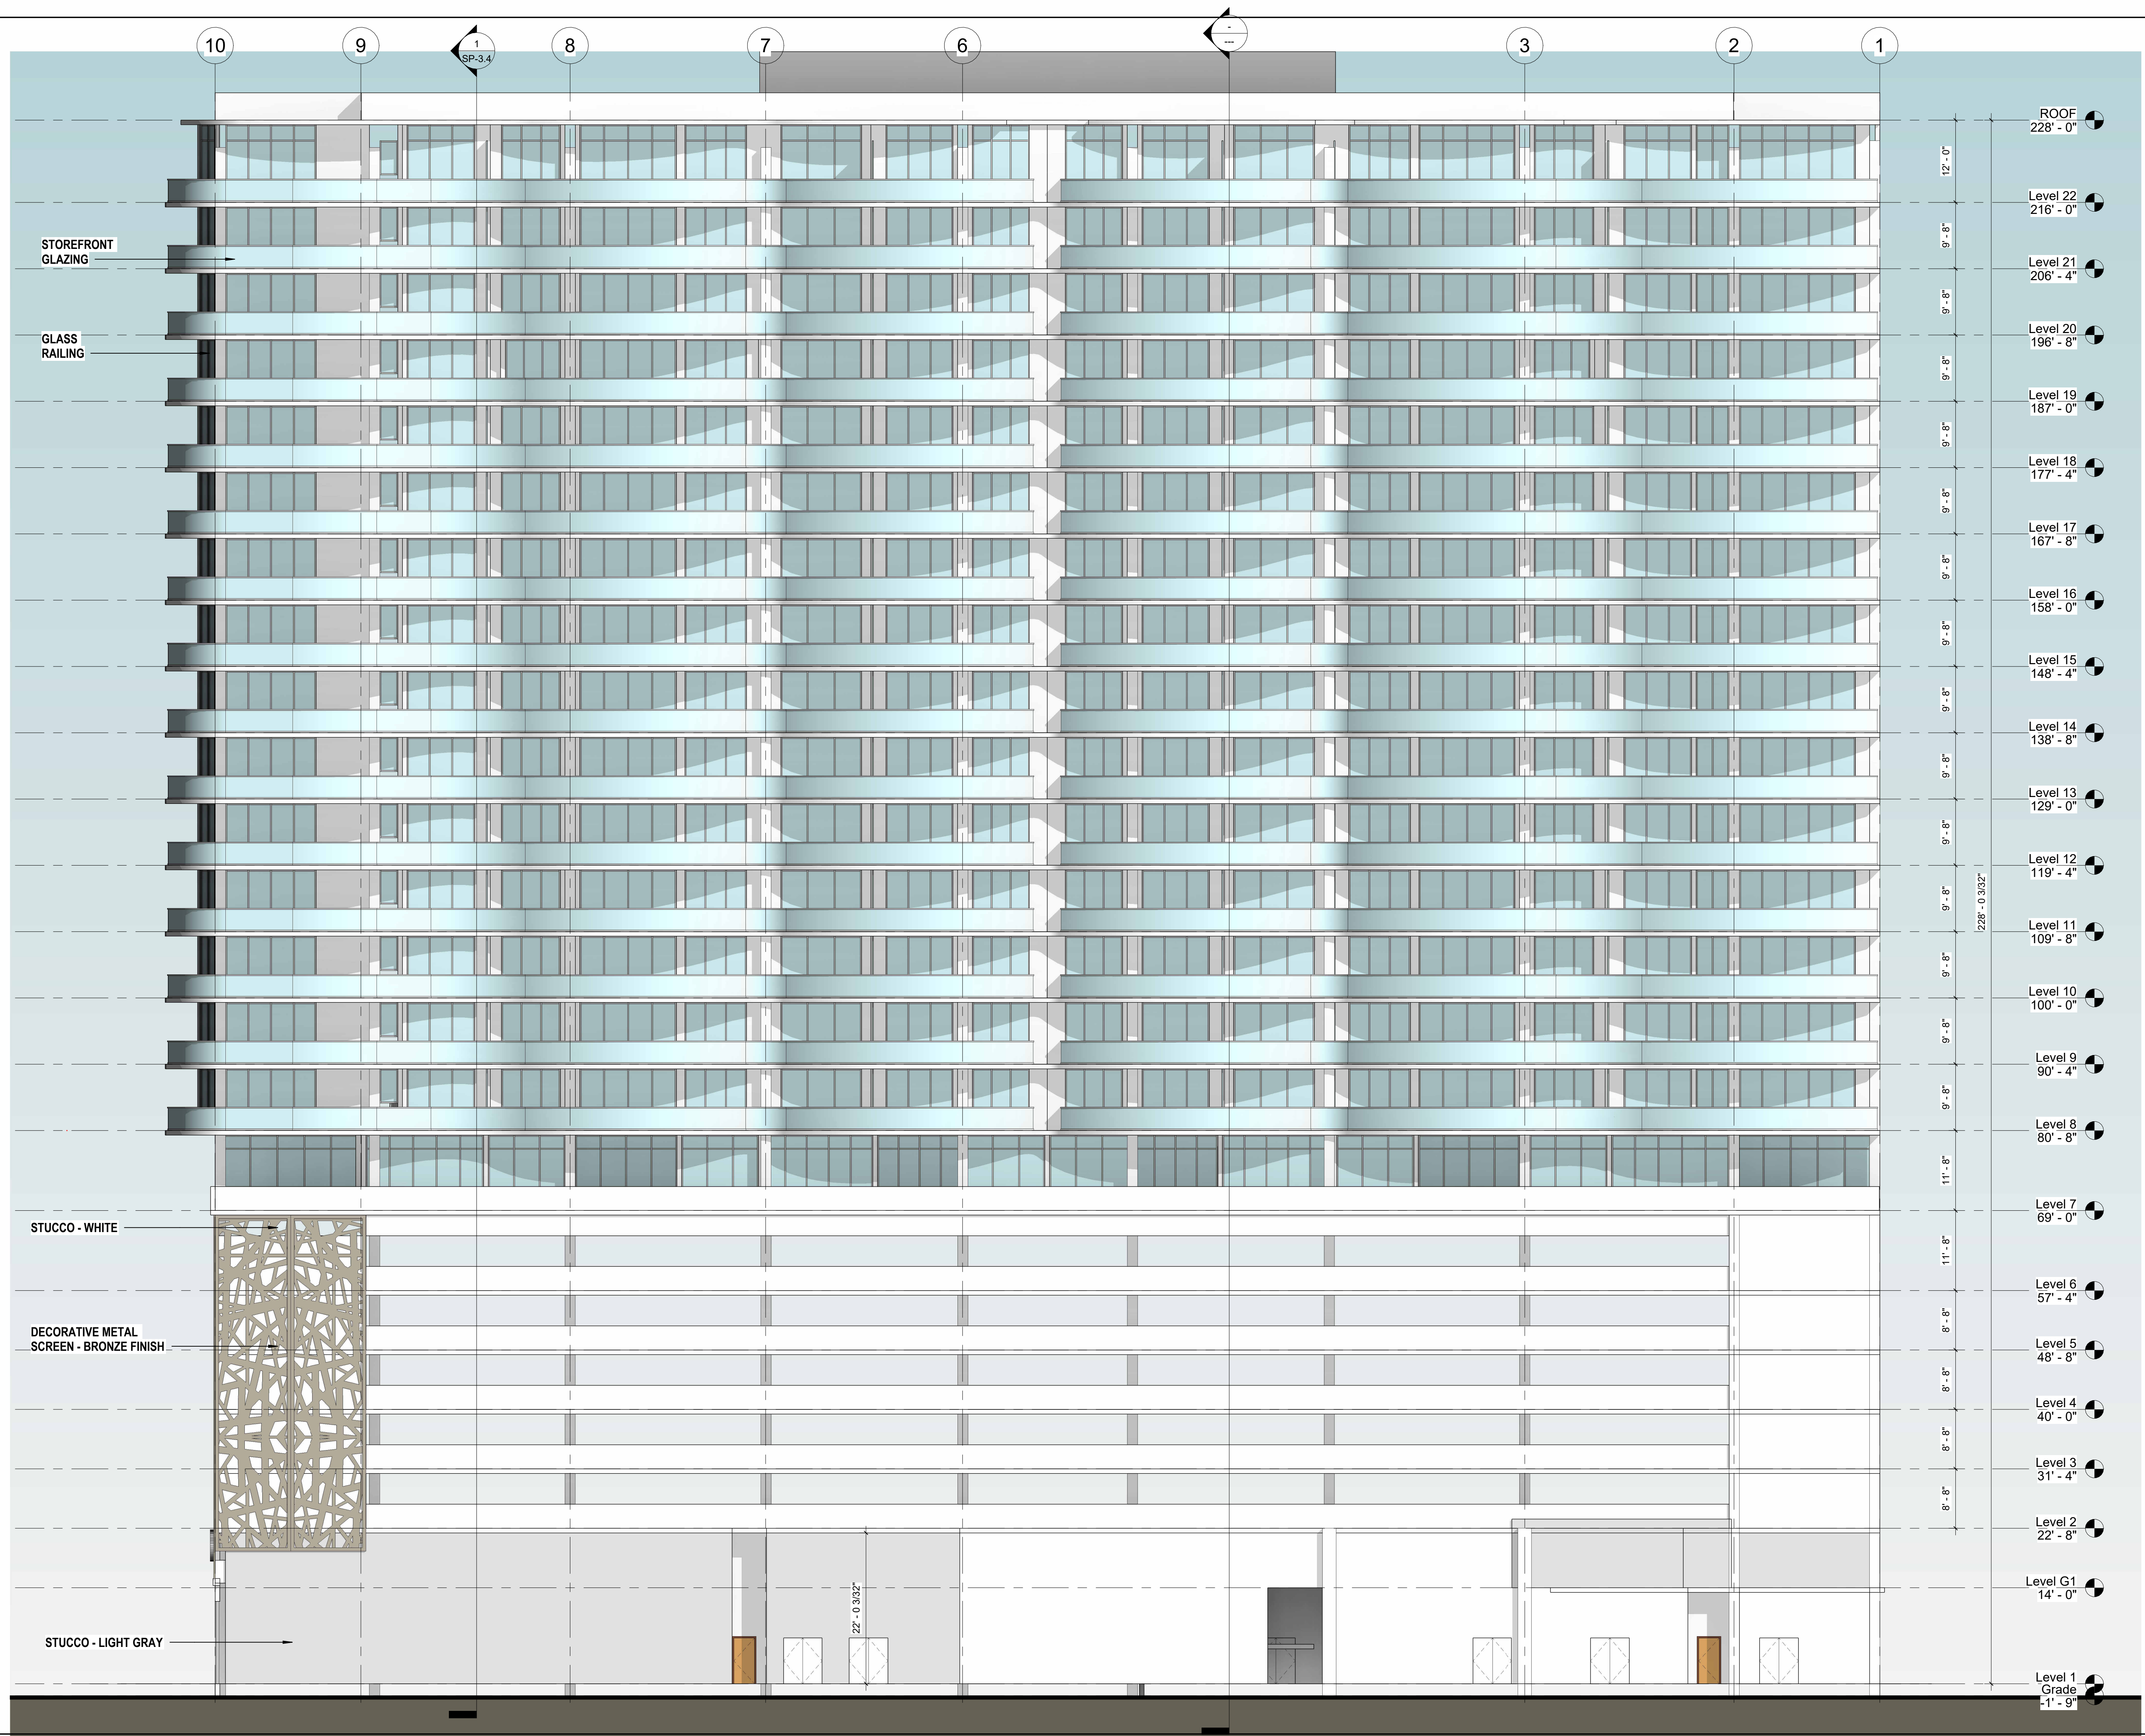 10
9
1
SP-3.4
8
7
6
-
---
3
2
1
ROOF
228' - 0"
12' - 0"
Level 22
216' - 0"
9' - 8"
STOREFRONT
GLAZING
Level 21
206' - 4"
9' - 8"
GLASS
RAILING
Level 20
196' - 8"
9' - 8"
Level 19
187' - 0"
9' - 8"
Level 18
177' - 4"
9' - 8"
Level 17
167' - 8"
9' - 8"
Level 16
158' - 0"
9' - 8"
Level 15
148' - 4"
9' - 8"
Level 14
138' - 8"
9' - 8"
Level 13
129' - 0"
9' - 8"
Level 12
119' - 4"
9' - 8"
228' - 0 3/32"
Level 11
109' - 8"
9' - 8"
Level 10
100' - 0"
9' - 8"
Level 9
90' - 4"
9' - 8"
Level 8
80' - 8"
11' - 8"
Level 7
69' - 0"
STUCCO - WHITE
11' - 8"
Level 6
57' - 4"
8' - 8"
DECORATIVE METAL
SCREEN - BRONZE FINISH
Level 5
48' - 8"
8' - 8"
Level 4
40' - 0"
8' - 8"
Level 3
31' - 4"
8' - 8"
Level 2
22' - 8"
Level G1
14' - 0"
22' - 0 3/32"
STUCCO - LIGHT GRAY
Level 1
Grade
-1' - 9"